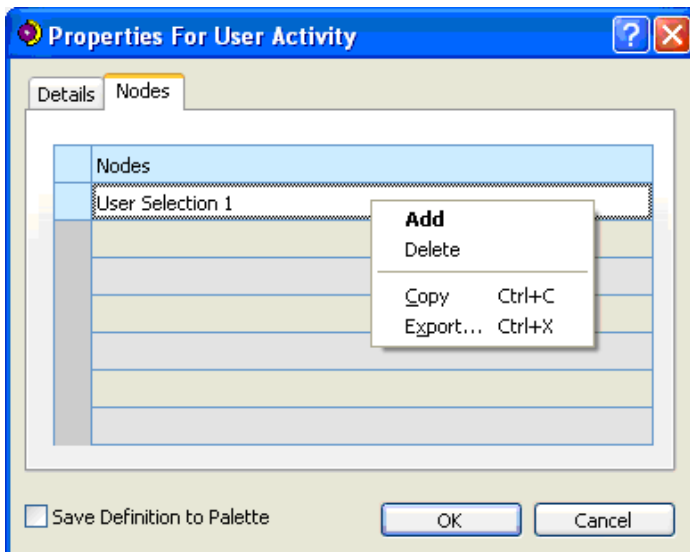 Properties For User Activity
Details Nodes
Nodes
User Selection 1
Add
Delete
Copy Ctrl+C
Export... Ctrl+X
Save Definition to Palette
OK Cancel